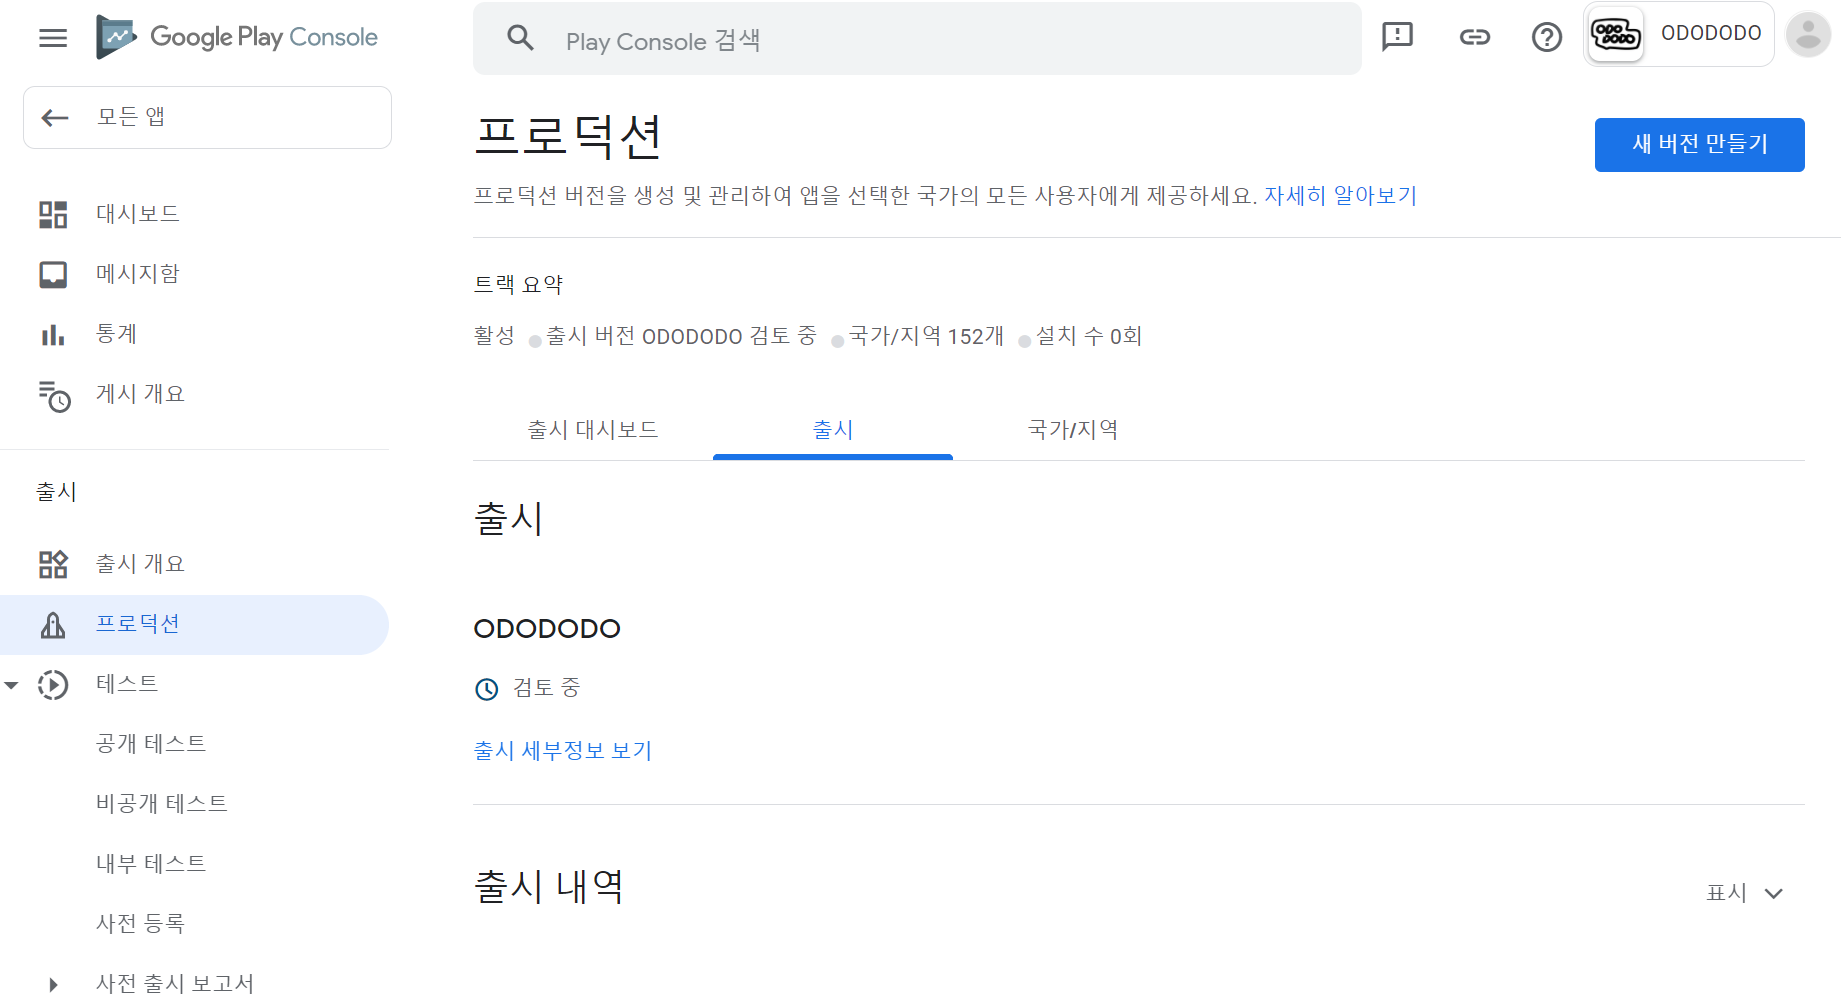 Google Play Console
Play Console 검색
ODO
DODO
ODODODO
모든 앱
대시보드
메시지함
통계
게시 개요
출시
출시 개요
프로덕션
테스트
공개 테스트
비공개 테스트
내부 테스트
사전 등록
사전 출시 보고서
프로덕션
새 버전 만들기
프로덕션 버전을 생성 및 관리하여 앱을 선택한 국가의 모든 사용자에게 제공하세요. 자세히 알아보기
트랙 요약
활성 출시 버전 ODODODO 검토 중 국가/지역 152개 설치 수 0회
출시 대시보드 출시 국가/지역
출시
ODODODO
검토 중
출시 세부정보 보기
출시 내역
표시